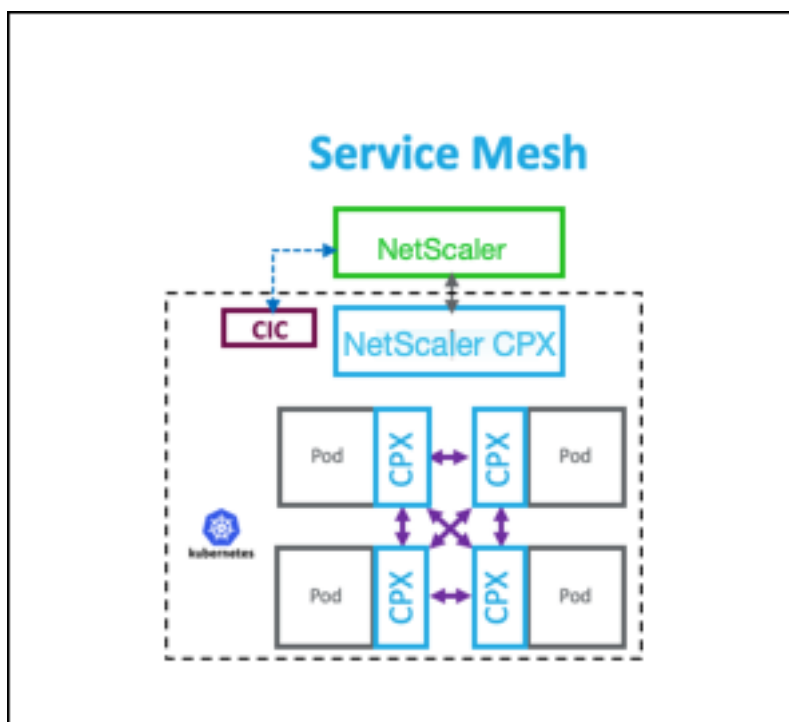 Service Mesh
NetScaler
CIC
NetScaler CPX
Pod
CPX
CPX
Pod
kubernetes
Pod
CPX
CPX
Pod